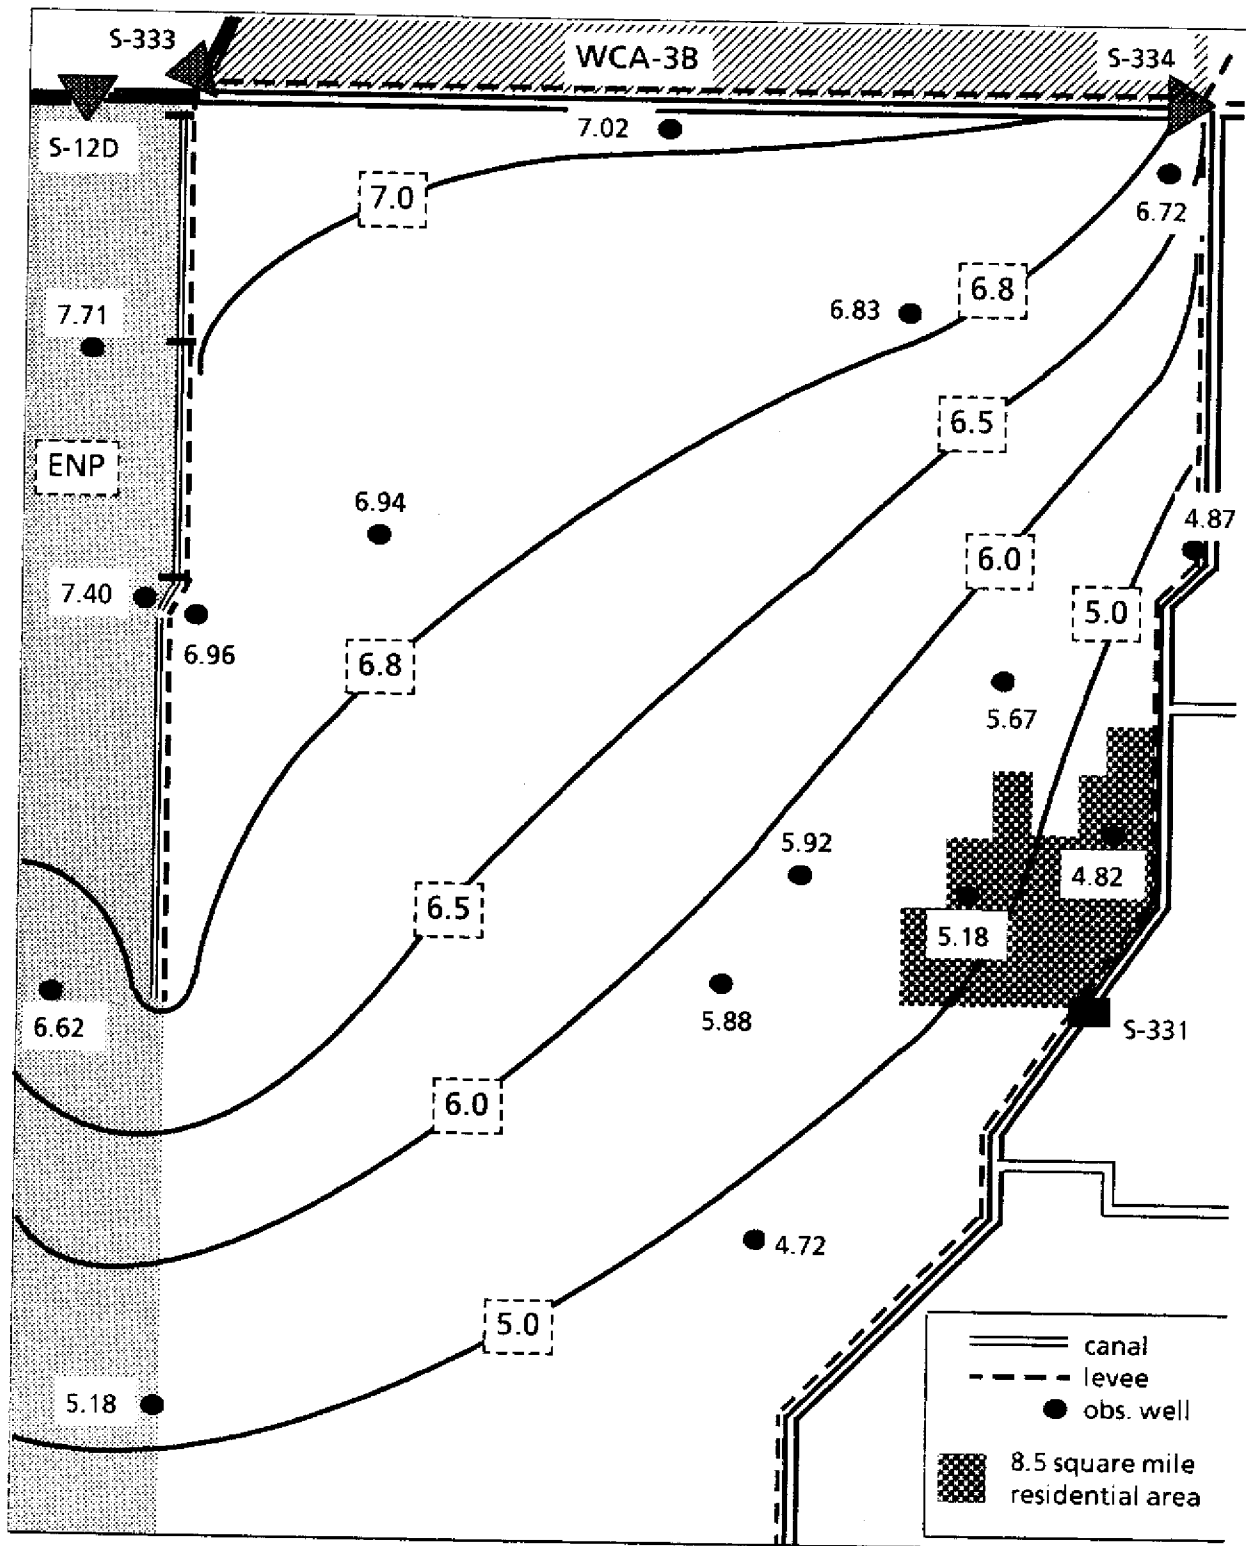 S-333
WCA-3B
S-334
7.02
S-12D
7.0
6.72
7.71
6.83
6.8
6.5
ENP
6.94
4.87
6.0
7.40
5.0
6.96
6.8
5.67
5.92
4.82
6.5
5.18
6.62
5.88
S-331
6.0
4.72
5.0
canal
levee
5.18
obs. well
8.5 square mile
residential area